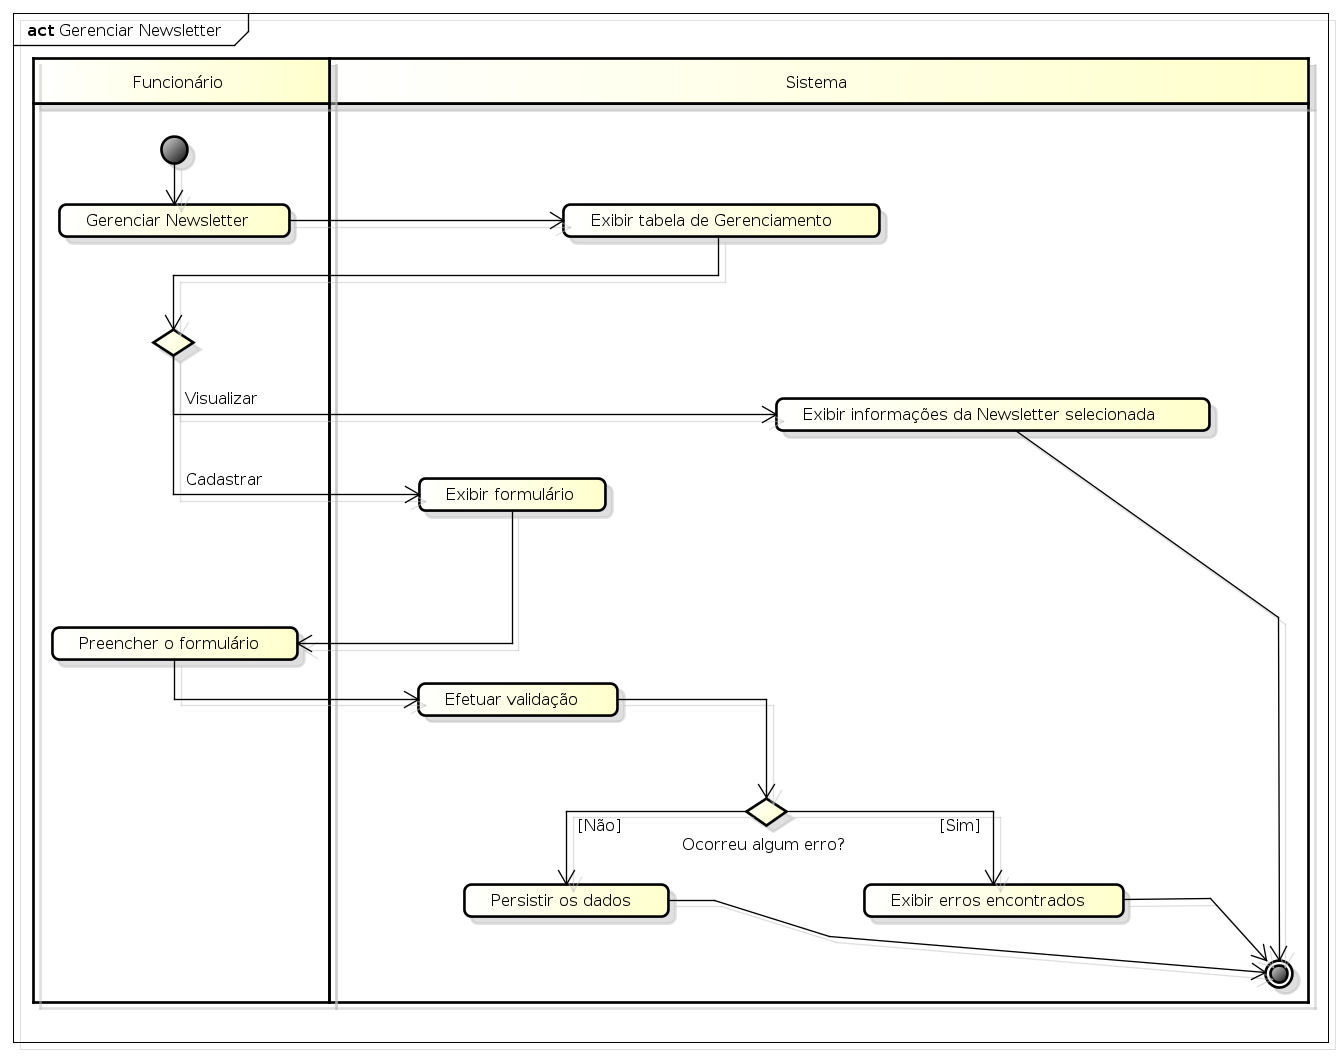 act Gerenciar Newsletter
Funcionário
Sistema
Gerenciar Newsletter
Exibir tabela de Gerenciamento
Visualizar
Exibir informações da Newsletter selecionada
Cadastrar
Exibir formulário
Preencher o formulário
Efetuar validação
[Não]
[Sim]
Ocorreu algum erro?
Persistir os dados
Exibir erros encontrados